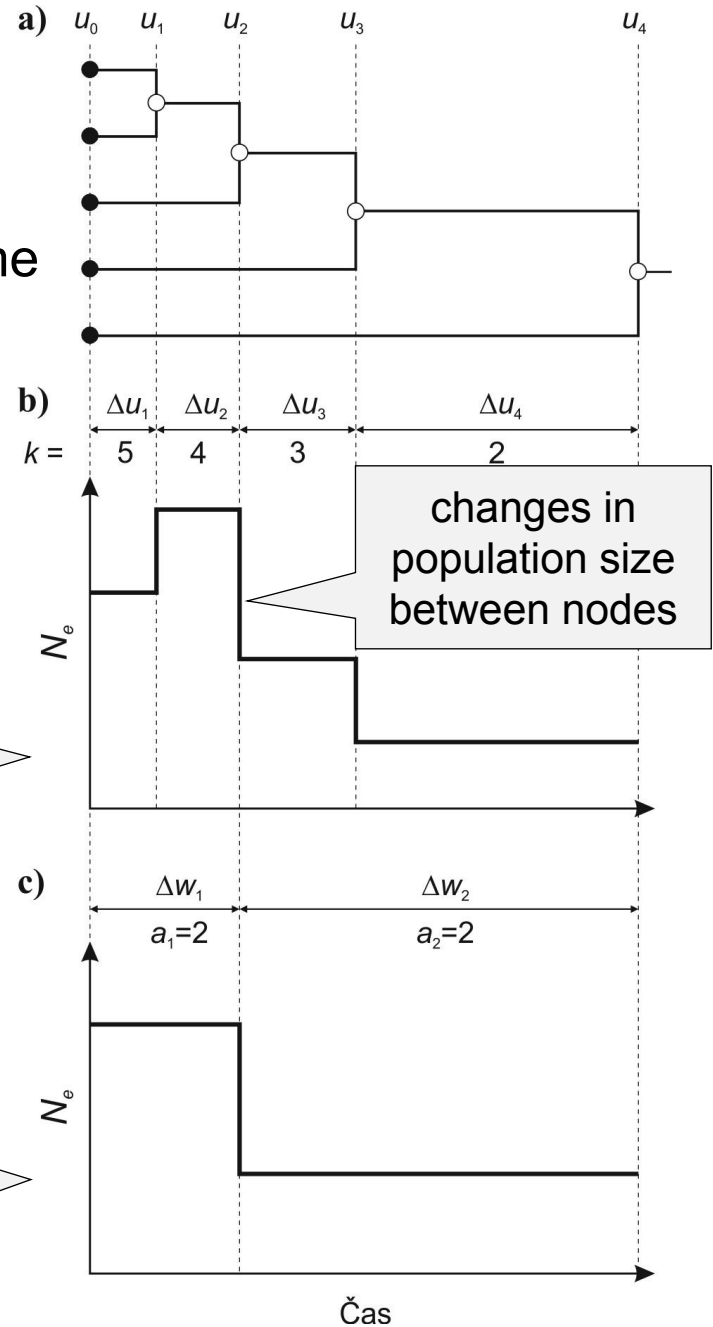 a) u₀ u₁ u₂ u₃ u₄
ne
b) Δu₁ Δu₂ Δu₃ Δu₄
k = 5 4 3 2
changes in
population size
between nodes
Nₑ
c) Δw₁ Δw₂
a₁=2 a₂=2
Nₑ
Čas